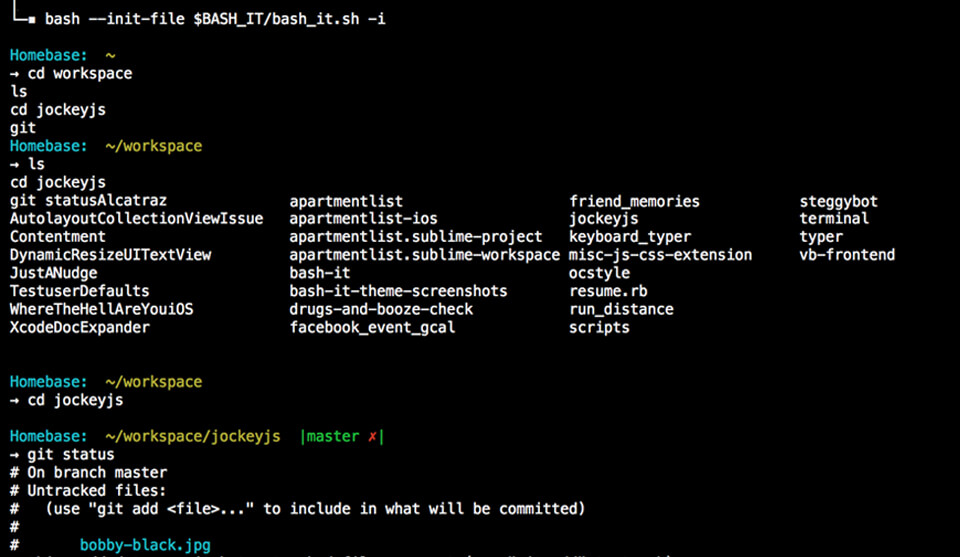 bash --init-file $BASH_IT/bash_it.sh -i
Homebase: ~
→ cd workspace
ls
cd jockeyjs
git
Homebase: ~/workspace
→ ls
cd jockeyjs
git statusAlcatraz apartmentlist friend_memories steggybot
AutolayoutCollectionViewIssue apartmentlist-ios jockeyjs terminal
Contentment apartmentlist.sublime-project keyboard_typer typer
DynamicResizeUITextView apartmentlist.sublime-workspace misc-js-css-extension vb-frontend
JustANudge bash-it ocstyle
TestuserDefaults bash-it-theme-screenshots resume.rb
WhereTheHellAreYouiOS drugs-and-booze-check run_distance
XcodeDocExpander facebook_event_gcal scripts
Homebase: ~/workspace
→ cd jockeyjs
Homebase: ~/workspace/jockeyjs |master ✗|
→ git status
# On branch master
# Untracked files:
# (use "git add <file>..." to include in what will be committed)
#
# bobby-black.jpg